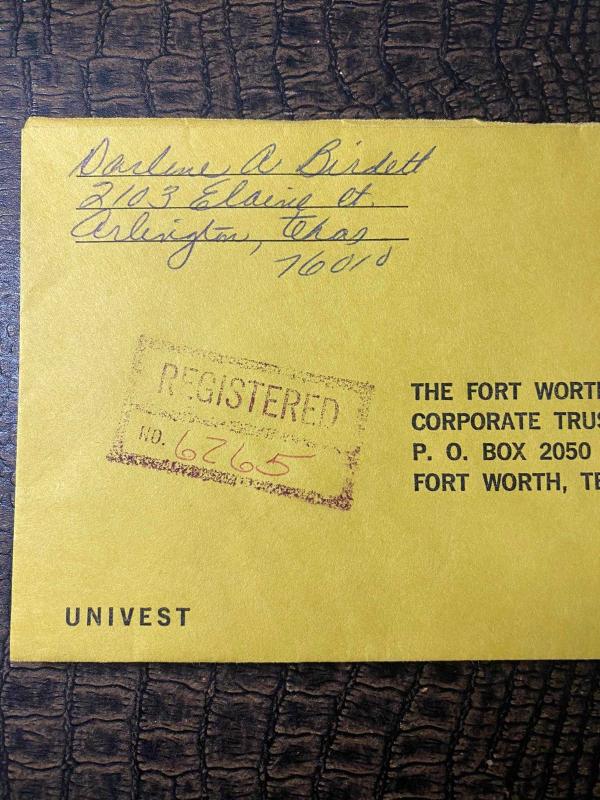 Darlene A Birdett
2103 Elaine Ct.
Arlington, Texas
76010
REGISTERED
NO. 6265
THE FORT WORTH
CORPORATE TRUS
P. O. BOX 2050
FORT WORTH, TE
UNIVEST